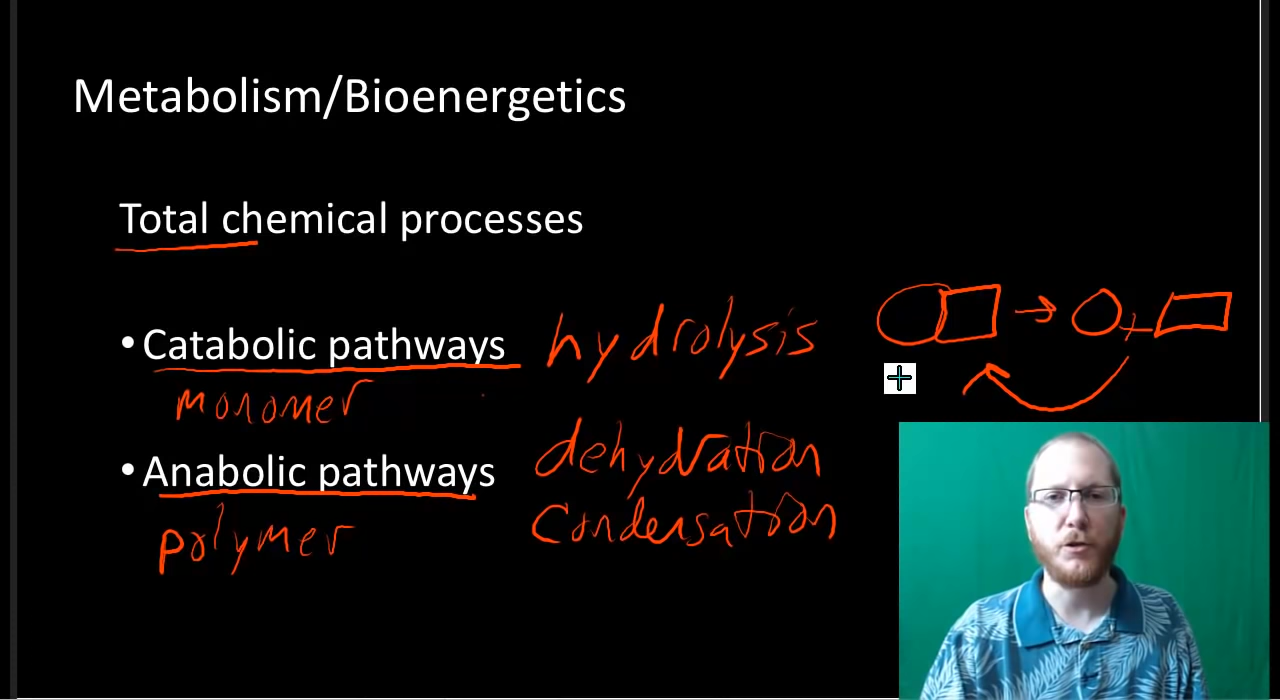 Metabolism/Bioenergetics
Total chemical processes
• Catabolic pathways hydrolysis
monomer
• Anabolic pathways dehydration
polymer condensation